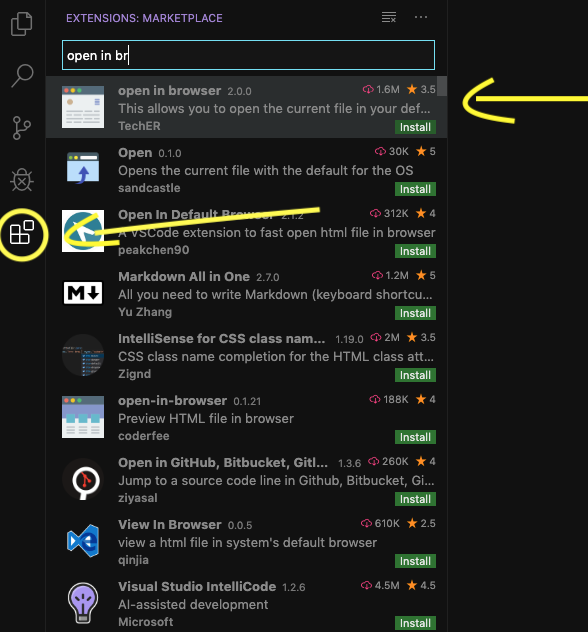 EXTENSIONS: MARKETPLACE
open in br
open in browser 2.0.0 1.6M 3.5
This allows you to open the current file in your def...
TechER Install
Open 0.1.0 30K 5
Opens the current file with the default for the OS
sandcastle Install
Open In Default Browser 2.1.2 312K 4
A VSCode extension to fast open html file in browser
peakchen90 Install
Markdown All in One 2.7.0 1.2M 5
All you need to write Markdown (keyboard shortcu...
Yu Zhang Install
IntelliSense for CSS class nam... 1.19.0 2M 3.5
CSS class name completion for the HTML class att...
Zignd Install
open-in-browser 0.1.21 188K 4
Preview HTML file in browser
coderfee Install
Open in GitHub, Bitbucket, Gitl... 1.3.6 260K 4
Jump to a source code line in Github, Bitbucket, Gi...
ziyasal Install
View In Browser 0.0.5 610K 2.5
view a html file in system's default browser
qinjia Install
Visual Studio IntelliCode 1.2.6 4.5M 4.5
AI-assisted development
Microsoft Install